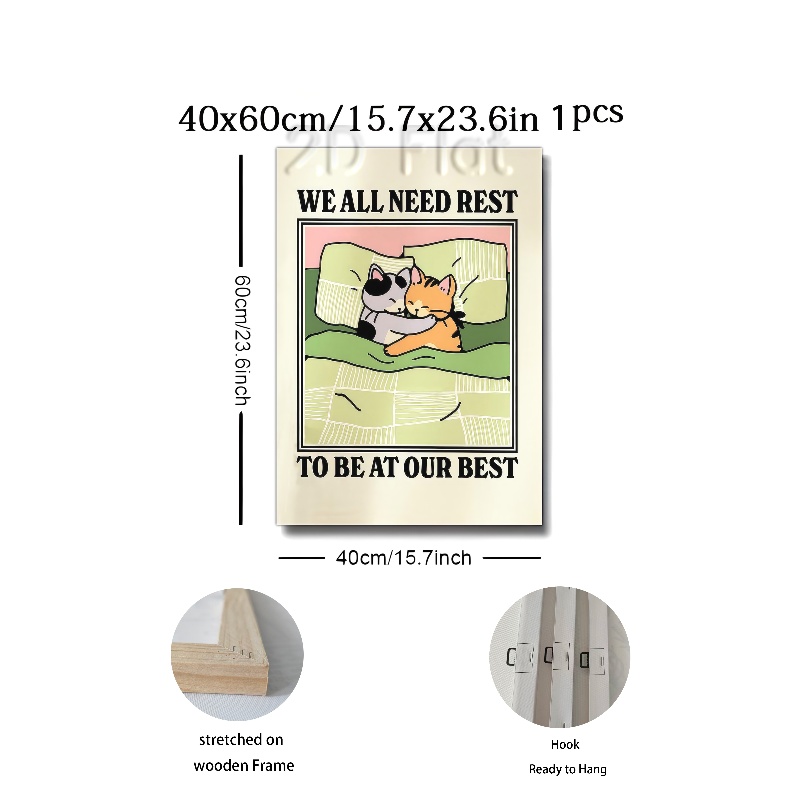 40x60cm/15.7x23.6in 1pcs
2D Flat
WE ALL NEED REST
60cm/23.6inch
TO BE AT OUR BEST
40cm/15.7inch
stretched on
wooden Frame
Hook
Ready to Hang